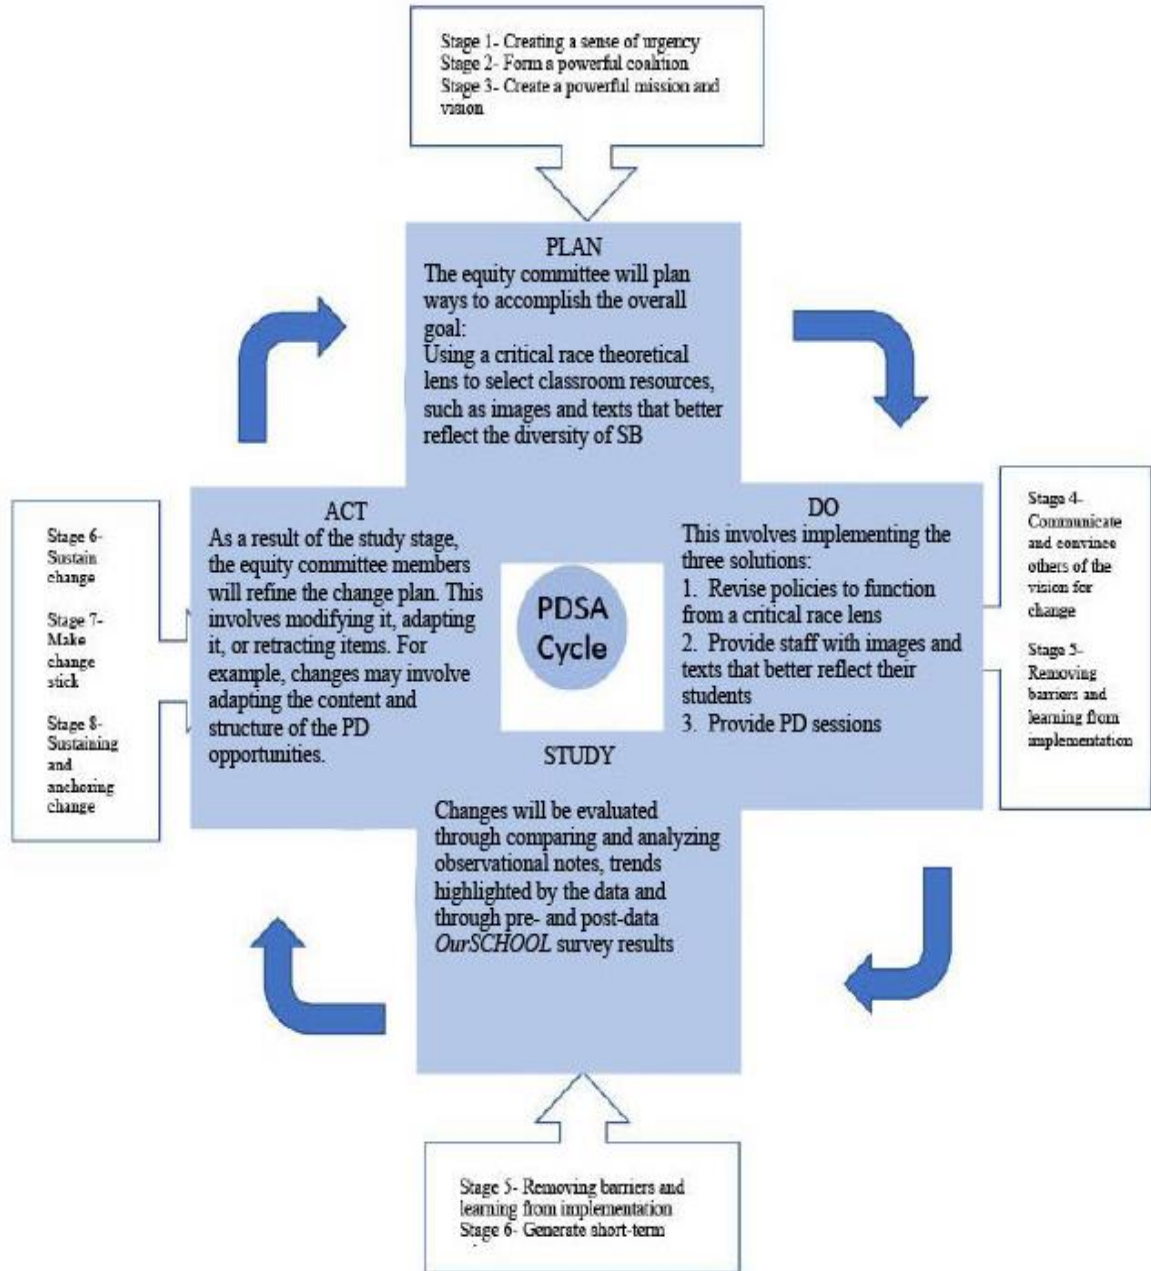 Stage 1- Creating a sense of urgency
Stage 2- Form a powerful coalition
Stage 3- Create a powerful mission and
vision
PLAN
The equity committee will plan
ways to accomplish the overall
goal:
Using a critical race theoretical
lens to select classroom resources,
such as images and texts that better
reflect the diversity of SB
ACT
As a result of the study stage,
the equity committee members
will refine the change plan. This
involves modifying it, adapting
it, or retracting items. For
example, changes may involve
adapting the content and
structure of the PD
opportunities.
Stage 6-
Sustain
change
Stage 7-
Make
change
stick
Stage 8-
Sustaining
and
anchoring
change
PDSA
Cycle
DO
This involves implementing the
three solutions:
1. Revise policies to function
from a critical race lens
2. Provide staff with images and
texts that better reflect their
students
3. Provide PD sessions
Stage 4-
Communicate
and convince
others of the
vision for
change
Stage 5-
Removing
barriers and
learning from
implementation
STUDY
Changes will be evaluated
through comparing and analyzing
observational notes, trends
highlighted by the data and
through pre- and post-data
OurSCHOOL survey results
Stage 5- Removing barriers and
learning from implementation
Stage 6- Generate short-term